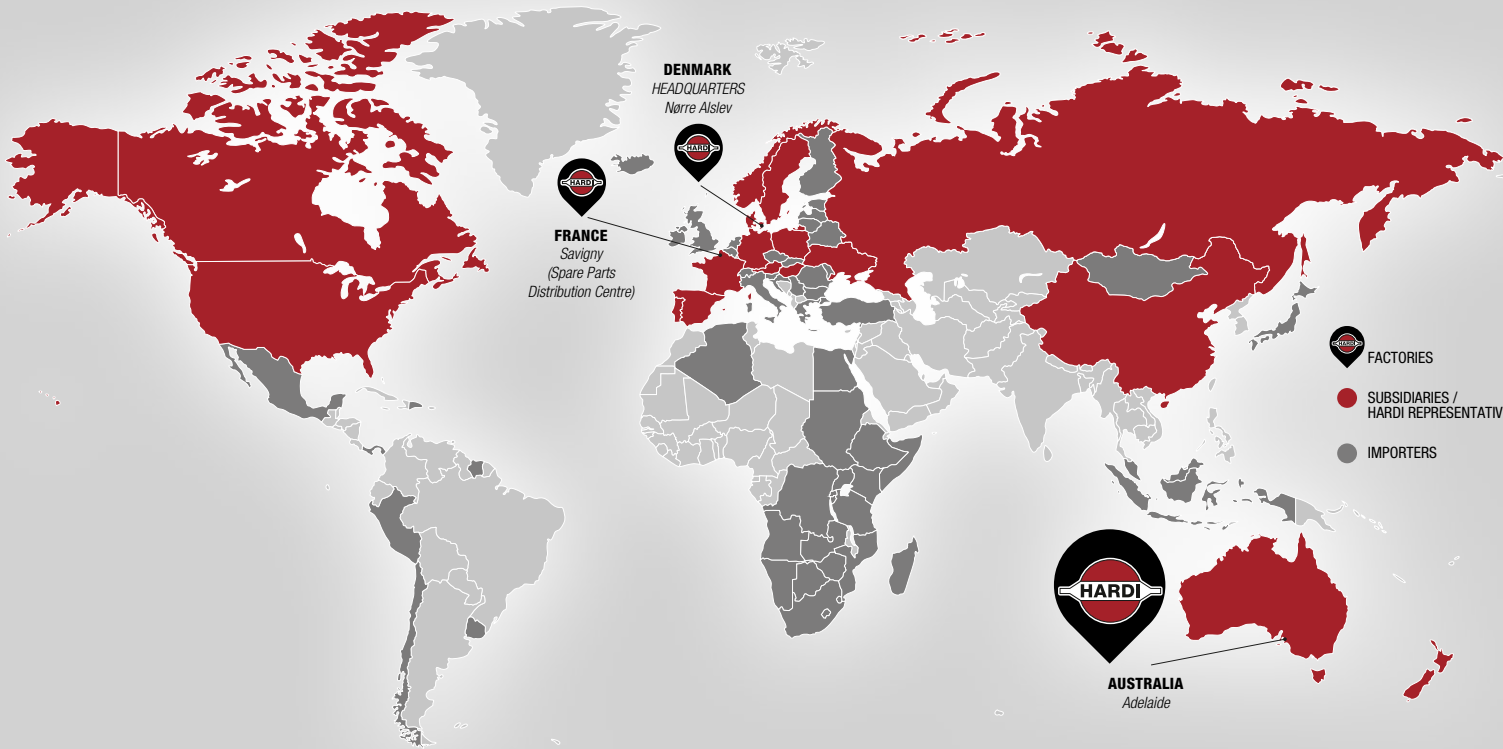 DENMARK
HEADQUARTERS
Nørre Alslev
HARDI
HARDI
FRANCE
Savigny
(Spare Parts
Distribution Centre)
HARDI
FACTORIES
SUBSIDIARIES /
HARDI REPRESENTATIV
IMPORTERS
HARDI
AUSTRALIA
Adelaide